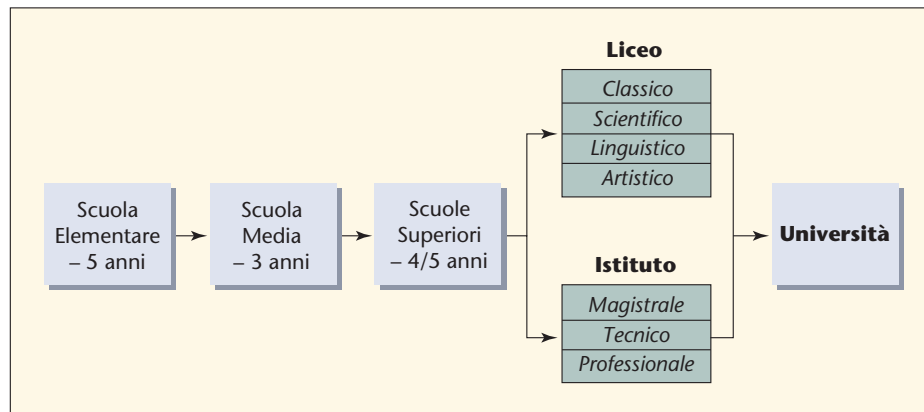 Scuola
Elementare
– 5 anni
Scuola
Media
– 3 anni
Scuole
Superiori
– 4/5 anni
Liceo
Classico
Scientifico
Linguistico
Artistico
Istituto
Magistrale
Tecnico
Professionale
Università